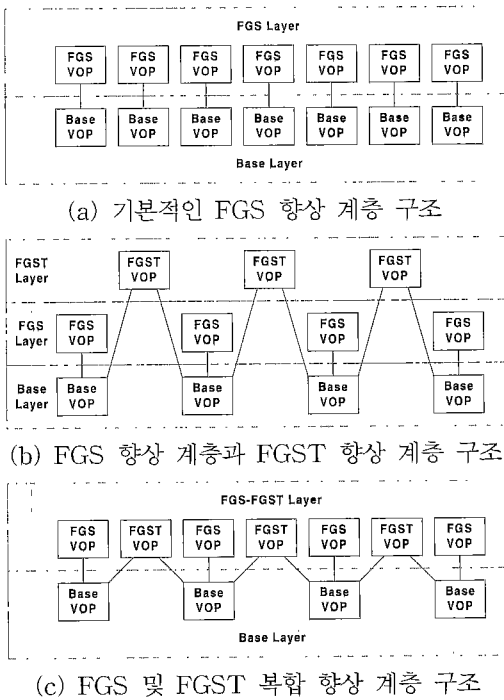 FGS Layer
FGS VOP FGS VOP FGS VOP FGS VOP FGS VOP FGS VOP FGS VOP
Base VOP Base VOP Base VOP Base VOP Base VOP Base VOP Base VOP
Base Layer
(a) 기본적인 FGS 향상 계층 구조
FGST Layer FGST VOP FGST VOP FGST VOP
FGS Layer FGS VOP FGS VOP FGS VOP FGS VOP
Base Layer Base VOP Base VOP Base VOP Base VOP
(b) FGS 향상 계층과 FGST 향상 계층 구조
FGS-FGST Layer
FGS VOP FGST VOP FGS VOP FGST VOP FGS VOP FGST VOP FGS VOP
Base VOP Base VOP Base VOP Base VOP
Base Layer
(c) FGS 및 FGST 복합 향상 계층 구조